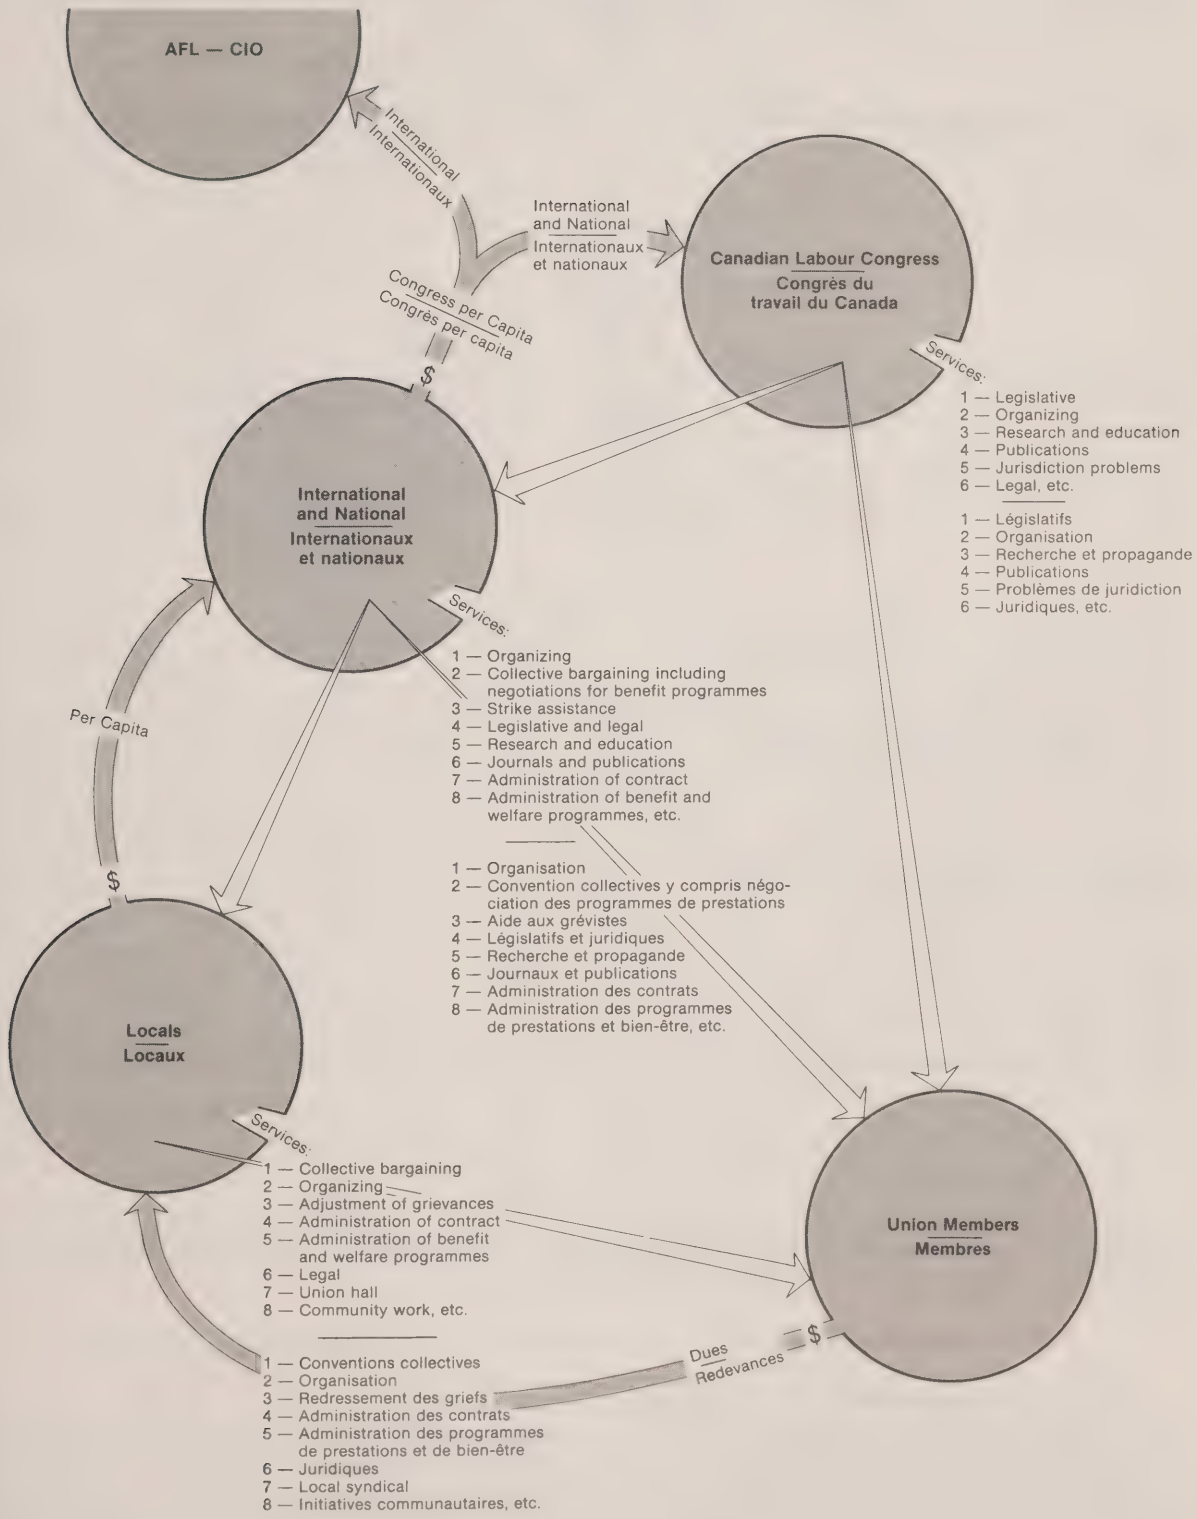 AFL — CIO
International
Internationaux
International
and National
Internationaux
et nationaux
Canadian Labour Congress
Congrès du
travail du Canada
Congress per Capita
Congrès per capita
$
Services:
1 — Legislative
2 — Organizing
3 — Research and education
4 — Publications
5 — Jurisdiction problems
6 — Legal, etc.
1 — Législatifs
2 — Organisation
3 — Recherche et propagande
4 — Publications
5 — Problèmes de juridiction
6 — Juridiques, etc.
International
and National
Internationaux
et nationaux
Services:
1 — Organizing
2 — Collective bargaining including
negotiations for benefit programmes
3 — Strike assistance
4 — Legislative and legal
5 — Research and education
6 — Journals and publications
7 — Administration of contract
8 — Administration of benefit and
welfare programmes, etc.
1 — Organisation
2 — Convention collectives y compris négo-
ciation des programmes de prestations
3 — Aide aux grévistes
4 — Législatifs et juridiques
5 — Recherche et propagande
6 — Journaux et publications
7 — Administration des contrats
8 — Administration des programmes
de prestations et bien-être, etc.
Per Capita
$
Locals
Locaux
Services:
1 — Collective bargaining
2 — Organizing
3 — Adjustment of grievances
4 — Administration of contract
5 — Administration of benefit
and welfare programmes
6 — Legal
7 — Union hall
8 — Community work, etc.
1 — Conventions collectives
2 — Organisation
3 — Redressement des griefs
4 — Administration des contrats
5 — Administration des programmes
de prestations et de bien-être
6 — Juridiques
7 — Local syndical
8 — Initiatives communautaires, etc.
Union Members
Membres
$
Dues
Redevances